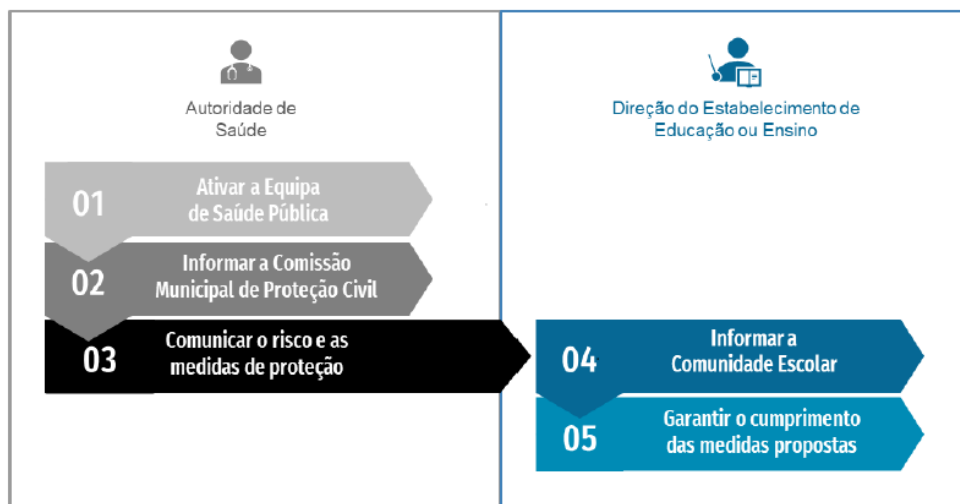 Autoridade de
Saúde
01
Ativar a Equipa
de Saúde Pública
02
Informar a Comissão
Municipal de Proteção Civil
03
Comunicar o risco e as
medidas de proteção
Direção do Estabelecimento de
Educação ou Ensino
04
Informar a
Comunidade Escolar
05
Garantir o cumprimento
das medidas propostas